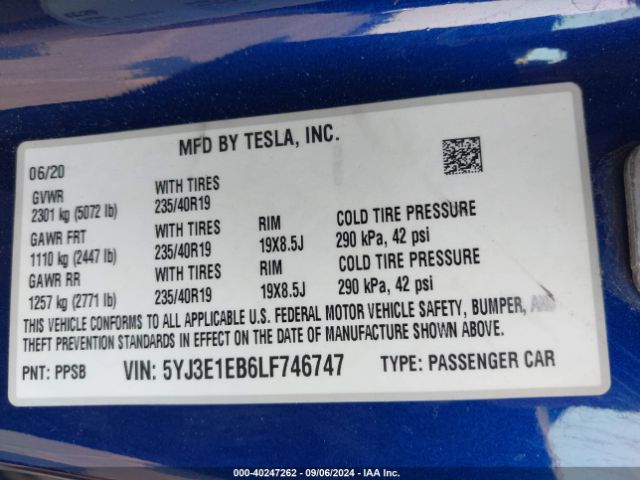 MFD BY TESLA, INC.
06/20
GVWR WITH TIRES
2301 kg (5072 lb) 235/40R19
GAWR FRT WITH TIRES RIM COLD TIRE PRESSURE
1110 kg (2447 lb) 235/40R19 19X8.5J 290 kPa, 42 psi
GAWR RR WITH TIRES RIM COLD TIRE PRESSURE
1257 kg (2771 lb) 235/40R19 19X8.5J 290 kPa, 42 psi
THIS VEHICLE CONFORMS TO ALL APPLICABLE U.S. FEDERAL MOTOR VEHICLE SAFETY, BUMPER, AND
THEFT PREVENTION STANDARDS IN EFFECT ON THE DATE OF MANUFACTURE SHOWN ABOVE.
PNT: PPSB VIN: 5YJ3E1EB6LF746747 TYPE: PASSENGER CAR
000-40247262 - 09/06/2024 - IAA Inc.